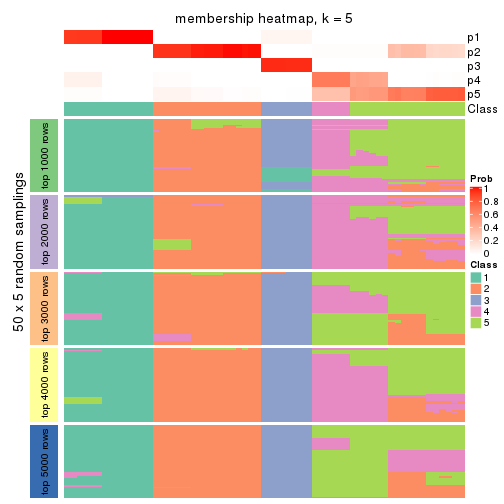 membership heatmap, k = 5
p1
p2
p3
p4
p5
Class
50 x 5 random samplings
top 1000 rows
top 2000 rows
top 3000 rows
top 4000 rows
top 5000 rows
Prob
1
0.8
0.6
0.4
0.2
0
Class
1
2
3
4
5